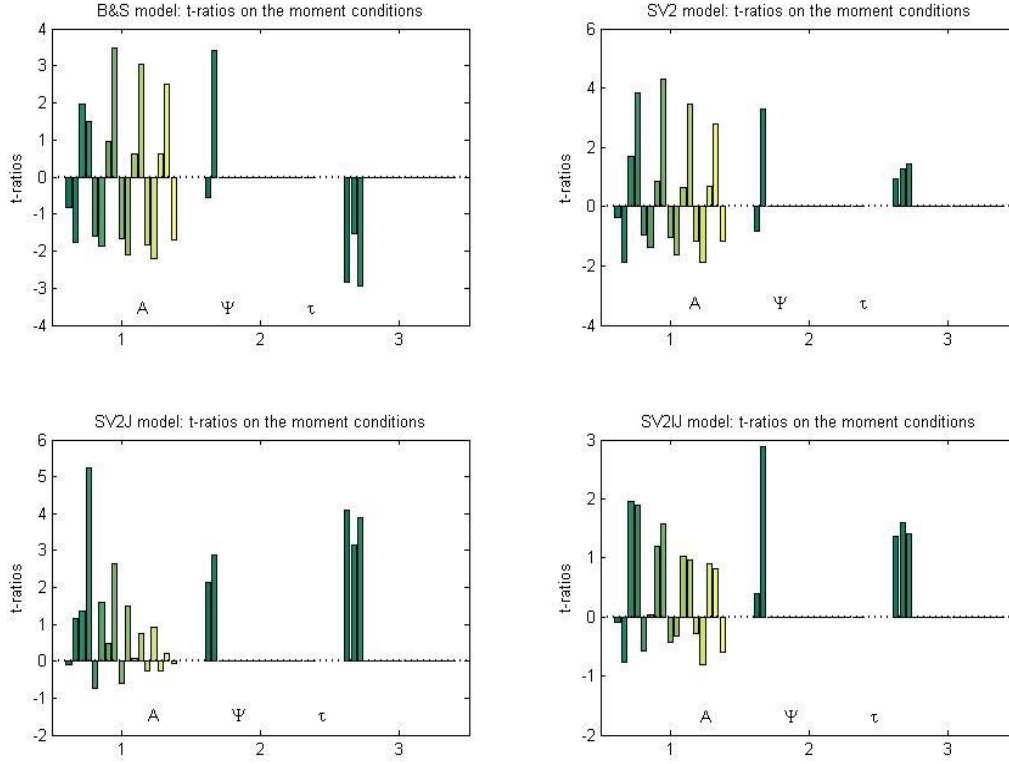 B&S model: t-ratios on the moment conditions
4
3
2
1
0
-1
-2
-3
-4
t-ratios
A Ψ τ
1 2 3
SV2 model: t-ratios on the moment conditions
6
4
2
0
-2
-4
t-ratios
A Ψ τ
1 2 3
SV2J model: t-ratios on the moment conditions
6
5
4
3
2
1
0
-1
-2
t-ratios
A Ψ τ
1 2 3
SV2IJ model: t-ratios on the moment conditions
3
2
1
0
-1
-2
t-ratios
A Ψ τ
1 2 3